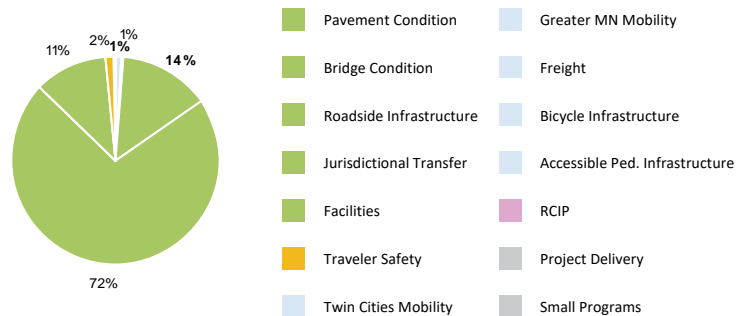 2%
1%
1%
11%
14%
72%
Pavement Condition
Bridge Condition
Roadside Infrastructure
Jurisdictional Transfer
Facilities
Traveler Safety
Twin Cities Mobility
Greater MN Mobility
Freight
Bicycle Infrastructure
Accessible Ped. Infrastructure
RCIP
Project Delivery
Small Programs